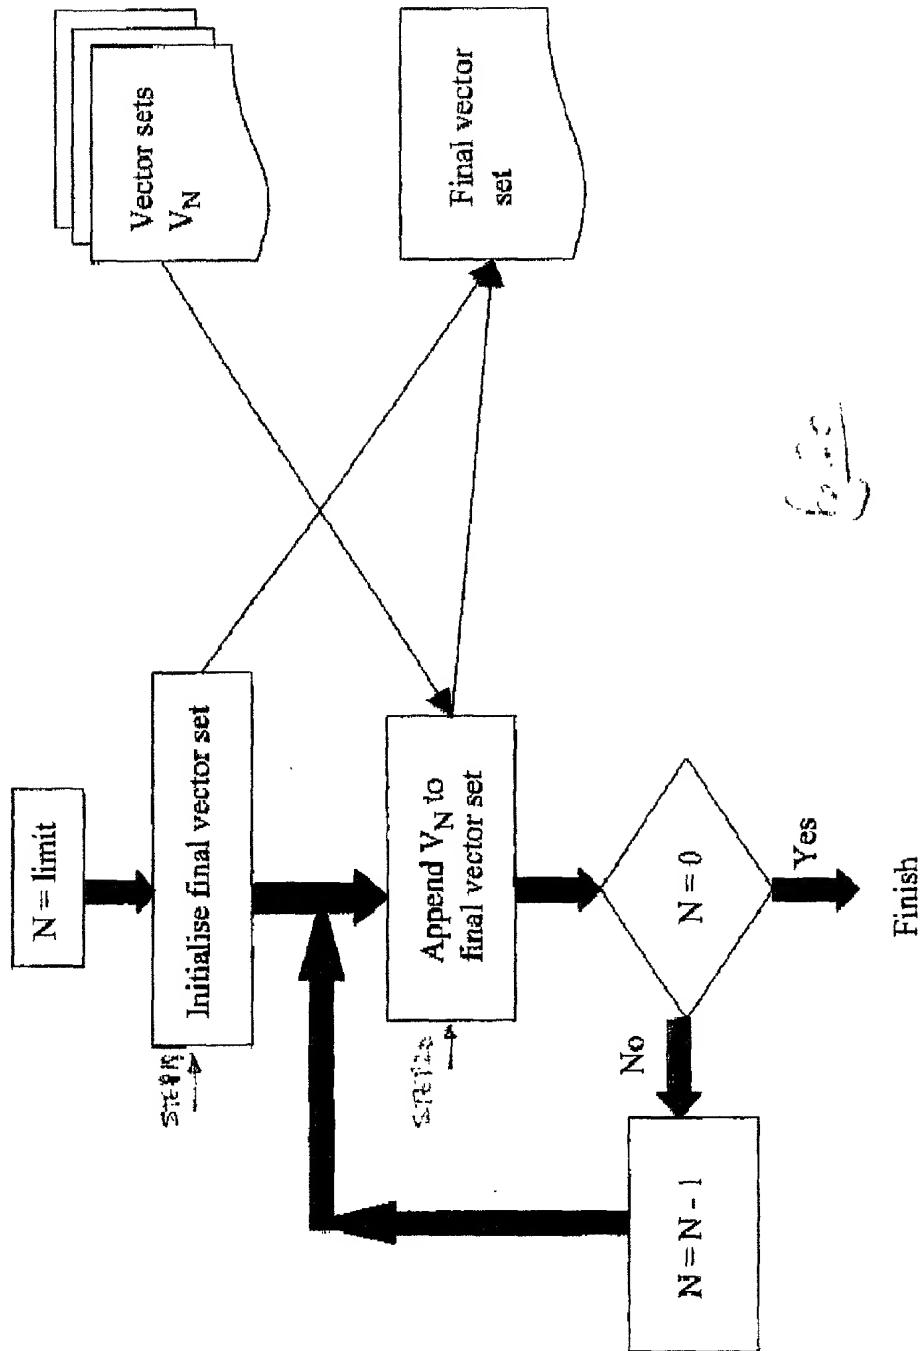 N = limit
Initialise final vector set
Append VN to
final vector set
N = 0
Yes
Finish
No
N = N - 1
Vector sets
VN
Final vector
set